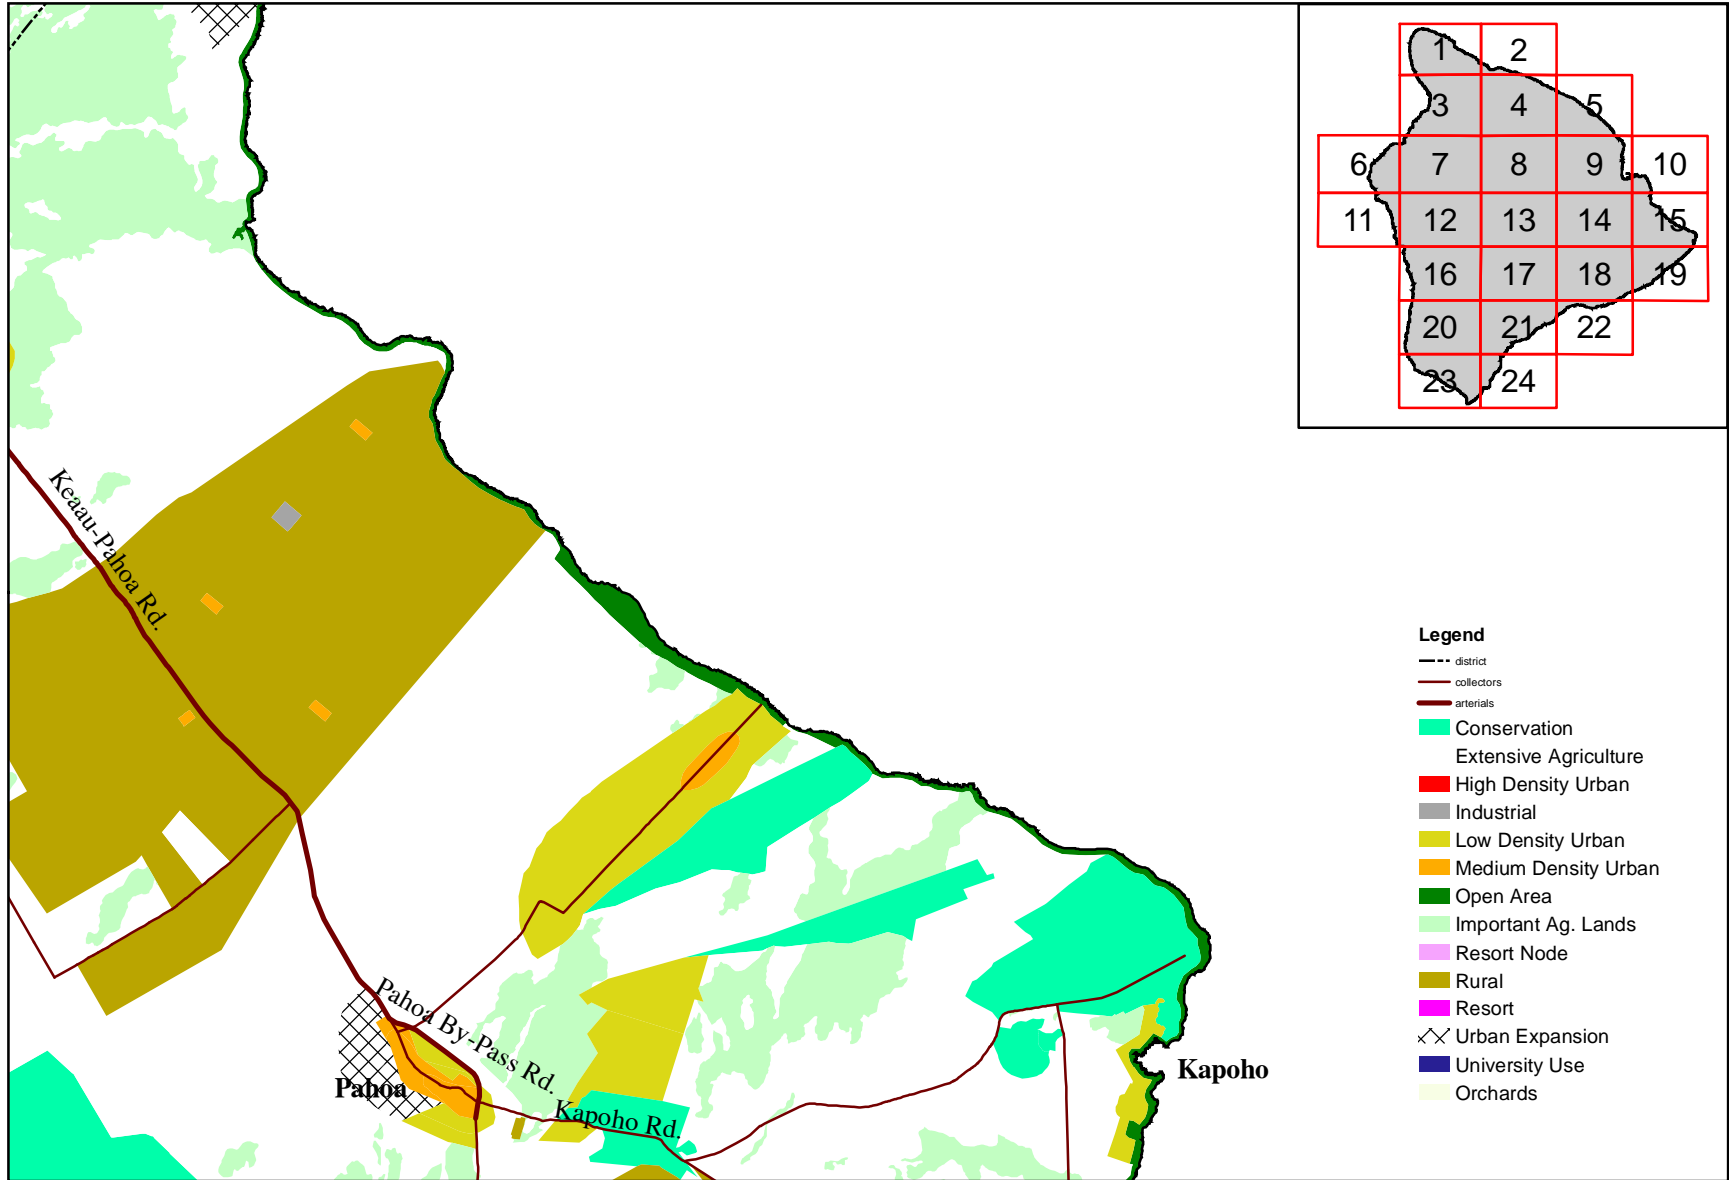 1
2
3
4
5
6
7
8
9
10
11
12
13
14
15
16
17
18
19
20
21
22
23
24
Keaau-Pahoa Rd.
Legend
district
collectors
arterials
Conservation
Extensive Agriculture
High Density Urban
Industrial
Low Density Urban
Medium Density Urban
Open Area
Important Ag. Lands
Resort Node
Rural
Resort
Urban Expansion
University Use
Orchards
Pahoa By-Pass Rd.
Pahoa
Kapoho Rd.
Kapoho